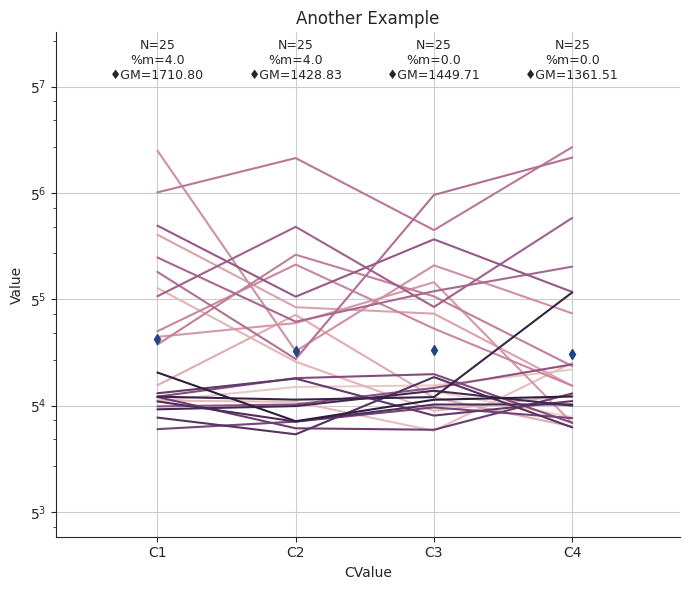 Another Example
N=25 N=25 N=25 N=25
%m=4.0 %m=4.0 %m=0.0 %m=0.0
♦GM=1710.80 ♦GM=1428.83 ♦GM=1449.71 ♦GM=1361.51
5⁷
5⁶
5⁵
5⁴
5³
Value
C1 C2 C3 C4
CValue